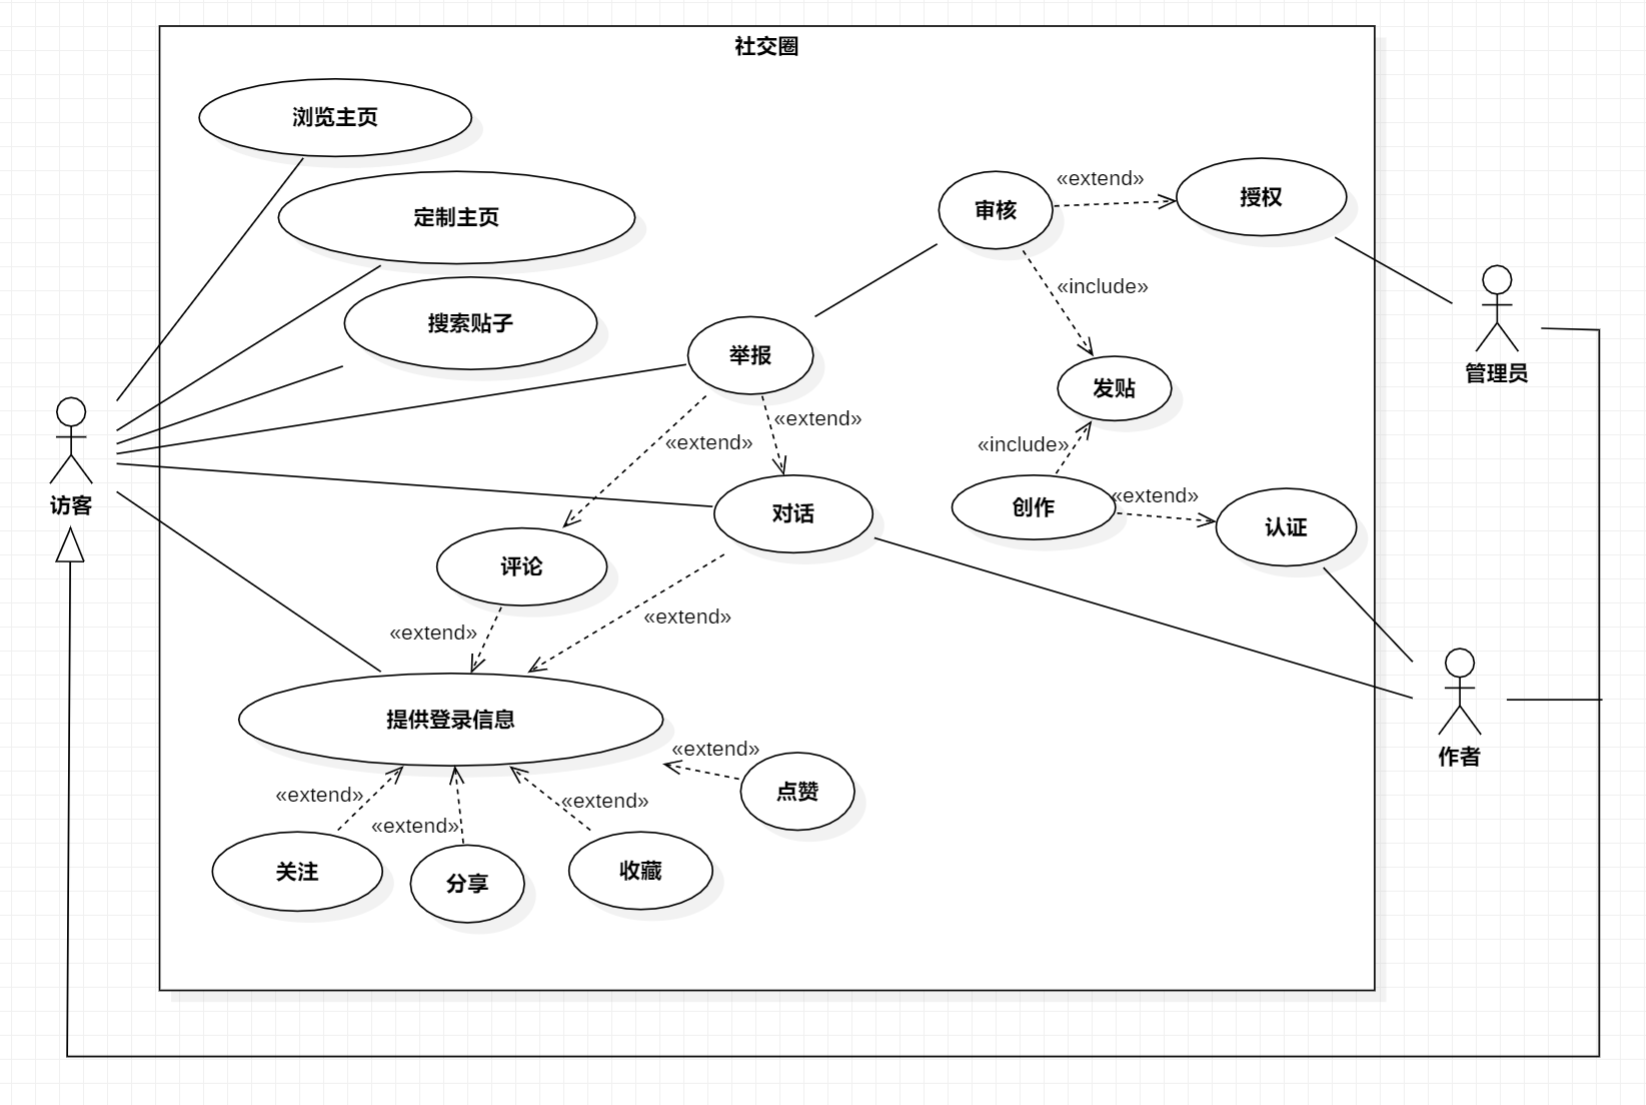 社交圈
浏览主页
定制主页
搜索贴子
审核
«extend»
授权
«include»
举报
发贴
管理员
«extend»
«extend»
«include»
访客
对话
创作
«extend»
认证
评论
«extend»
«extend»
提供登录信息
«extend»
点赞
作者
«extend»
«extend»
«extend»
关注
分享
收藏